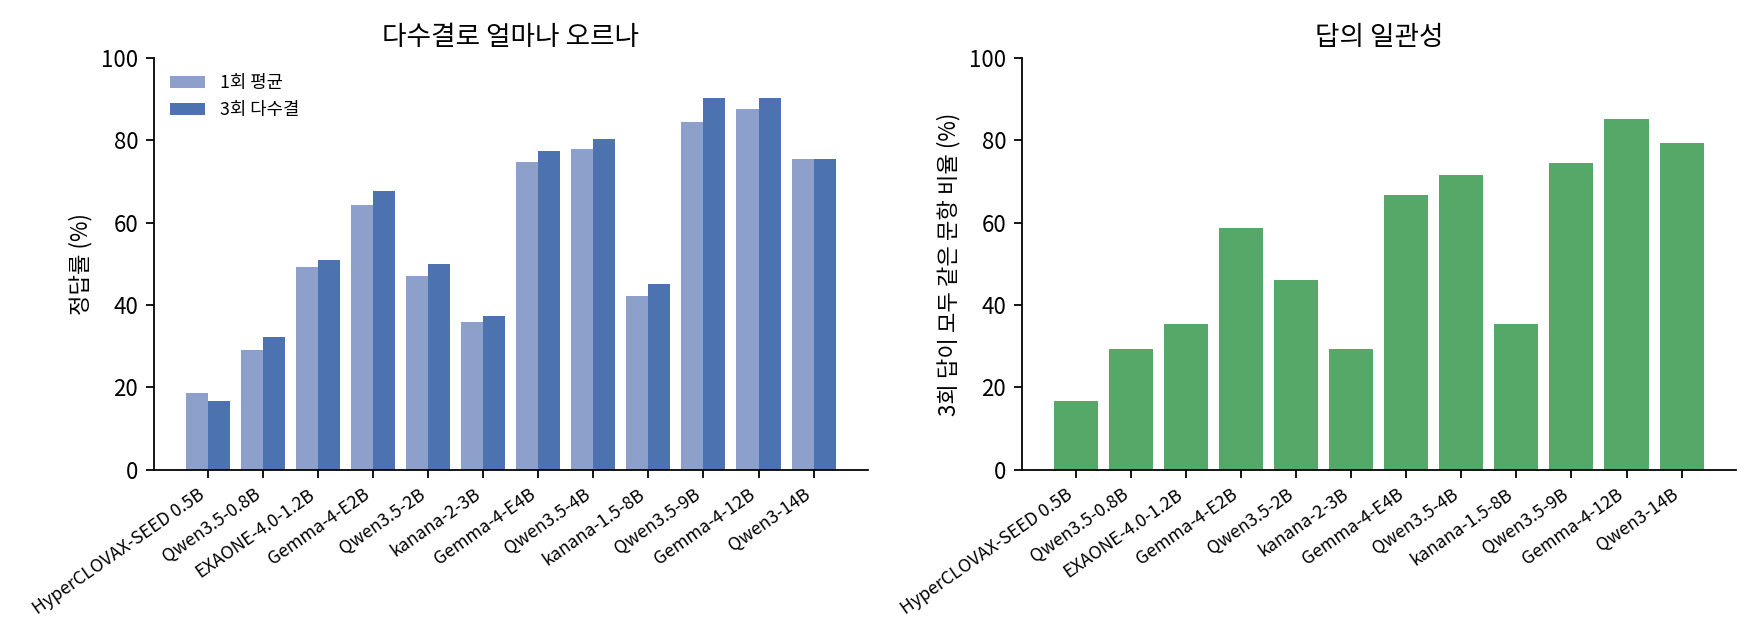 다수결로 얼마나 오르나
정답률 (%)
100
80
60
40
20
0
1회 평균
3회 다수결
HyperCLOVAX-SEED 0.5B
Qwen3.5-0.8B
EXAONE-4.0-1.2B
Gemma-4-E2B
Qwen3.5-2B
kanana-2-3B
Gemma-4-E4B
Qwen3.5-4B
kanana-1.5-8B
Qwen3.5-9B
Gemma-4-12B
Qwen3-14B
답의 일관성
3회 답이 모두 같은 문항 비율 (%)
100
80
60
40
20
0
HyperCLOVAX-SEED 0.5B
Qwen3.5-0.8B
EXAONE-4.0-1.2B
Gemma-4-E2B
Qwen3.5-2B
kanana-2-3B
Gemma-4-E4B
Qwen3.5-4B
kanana-1.5-8B
Qwen3.5-9B
Gemma-4-12B
Qwen3-14B